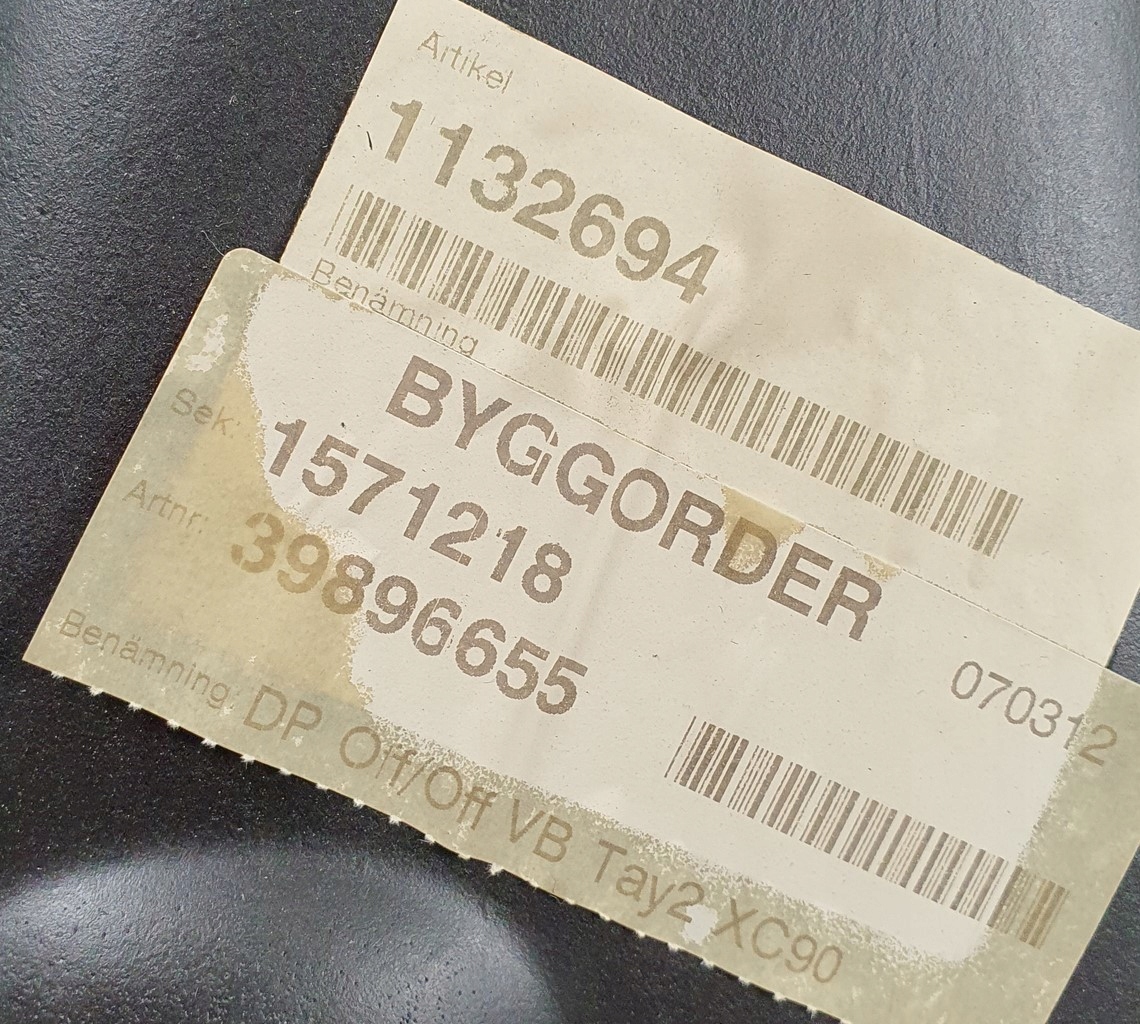 Artikel
1132694
Benämning
BYGGORDER
Sek: 1571218
Artnr: 39896655
070312
Benämning: DP Off/Off VB Tay2 XC90